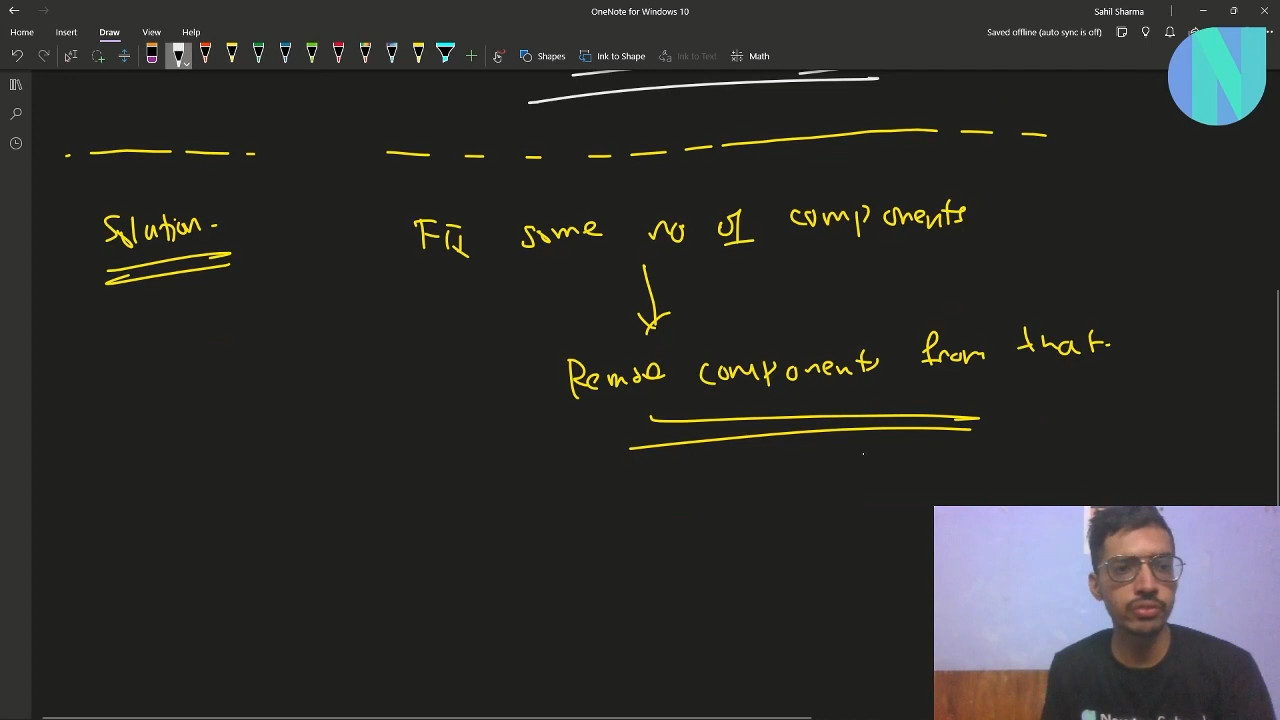 OneNote for Windows 10
Sahil Sharma
Home Insert Draw View Help
Saved offline (auto sync is off)
Shapes Ink to Shape Ink to Text Math
Solution. Fix some no of components
Remove components from that.